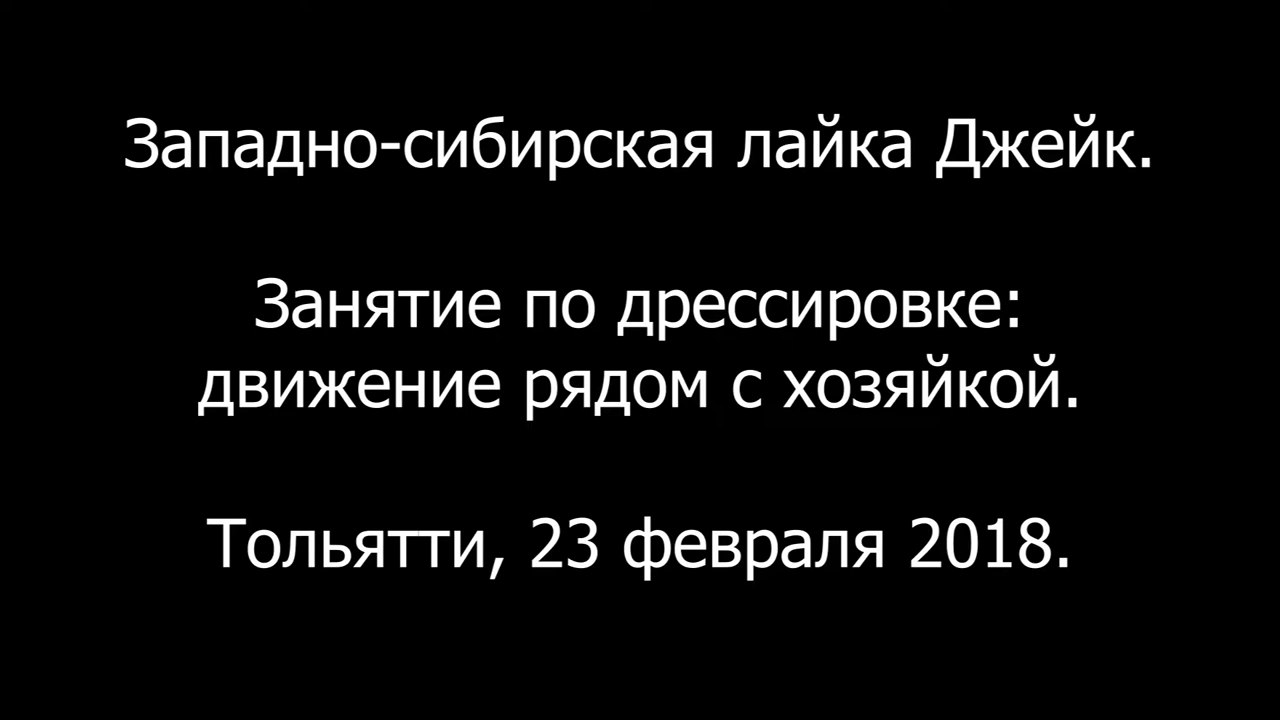 Западно-сибирская лайка Джейк.
Занятие по дрессировке:
движение рядом с хозяйкой.
Тольятти, 23 февраля 2018.